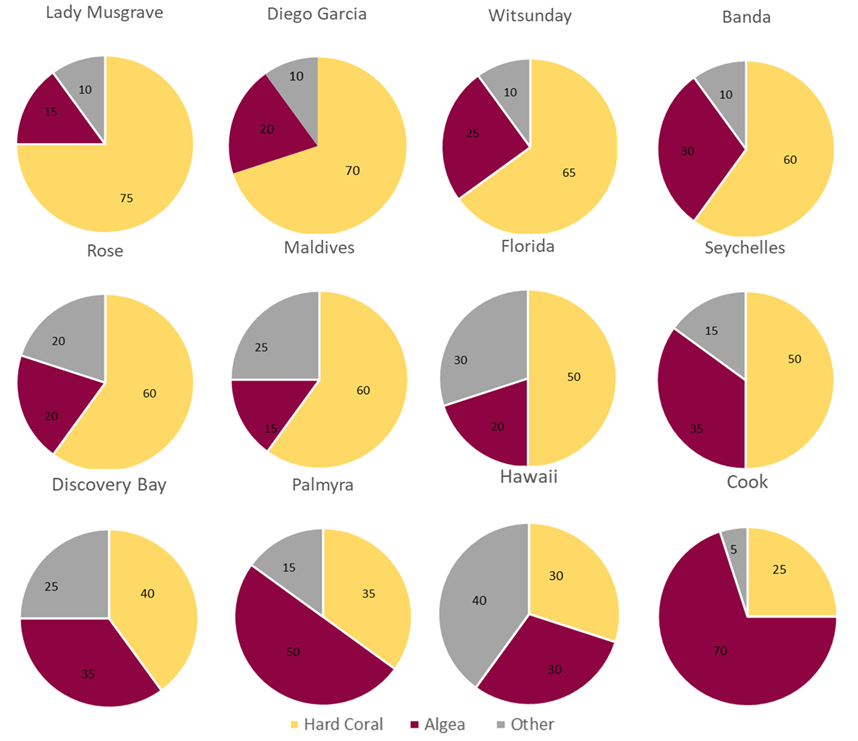 Lady Musgrave
Diego Garcia
Witsunday
Banda
10
15
75
10
20
70
10
25
65
10
30
60
Rose
Maldives
Florida
Seychelles
20
20
60
25
15
60
30
20
50
15
35
50
Discovery Bay
Palmyra
Hawaii
Cook
25
35
40
15
50
35
40
30
30
5
70
25
Hard Coral
Algea
Other